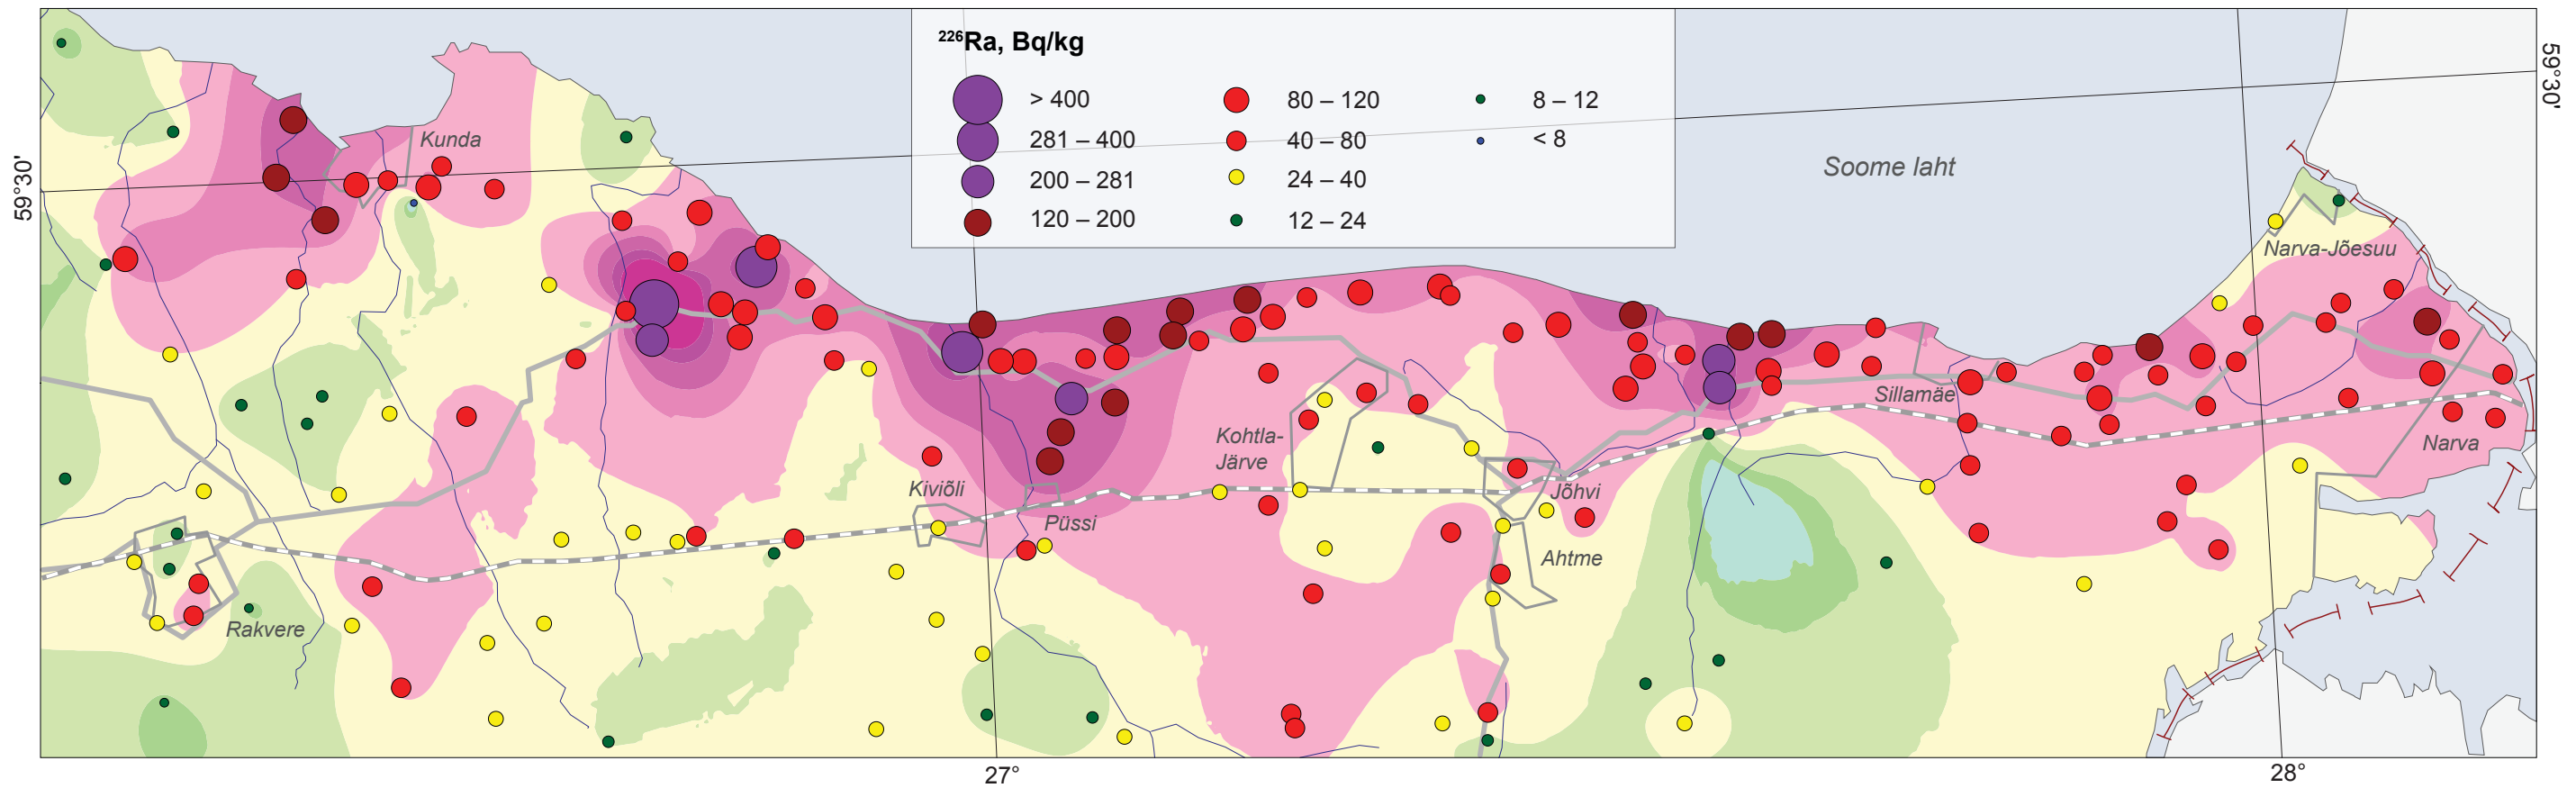 ²²⁶Ra, Bq/kg
> 400
281 – 400
200 – 281
120 – 200
80 – 120
40 – 80
24 – 40
12 – 24
8 – 12
< 8
59°30'
59°30'
Kunda
Soome laht
Narva-Jõesuu
Sillamäe
Kohtla-
Järve
Narva
Kiviõli
Jõhvi
Püssi
Ahtme
Rakvere
27°
28°